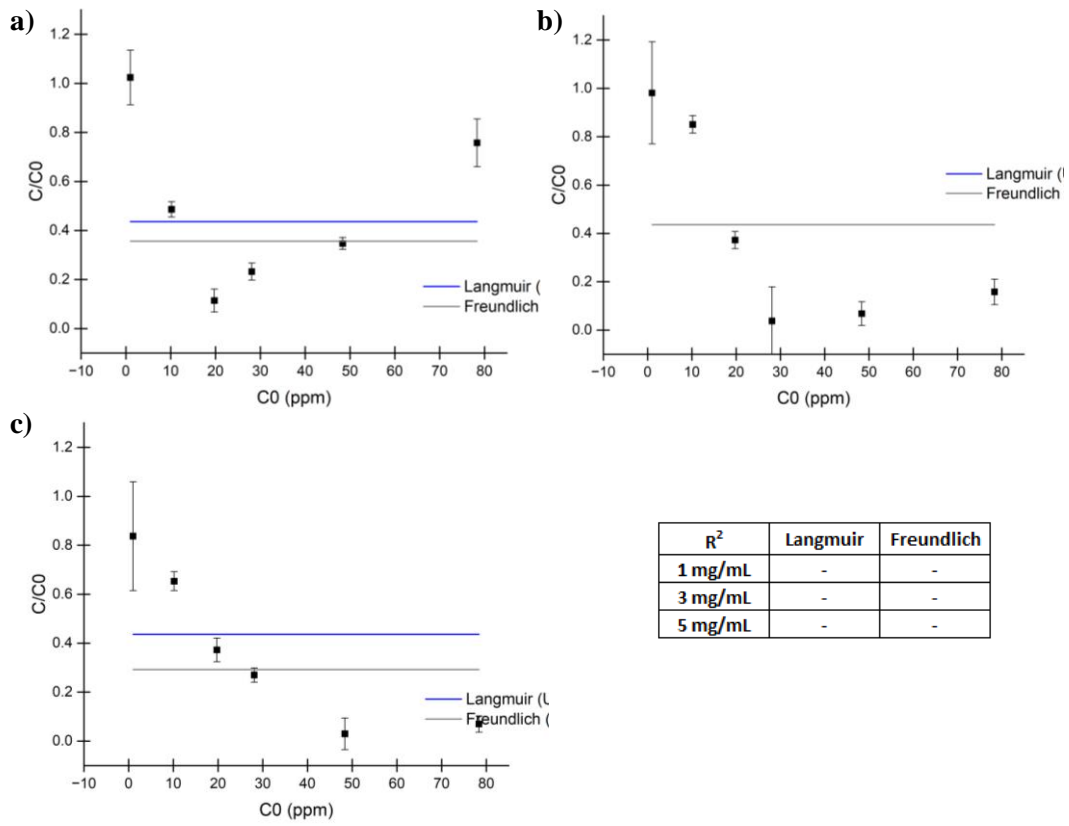 a)
1.2
1.0
0.8
0.6
0.4
0.2
0.0
C/C0
−10 0 10 20 30 40 50 60 70 80
C0 (ppm)
Langmuir (
Freundlich
b)
1.2
1.0
0.8
0.6
0.4
0.2
0.0
C/C0
−10 0 10 20 30 40 50 60 70 80
C0 (ppm)
Langmuir (
Freundlich
c)
1.2
1.0
0.8
0.6
0.4
0.2
0.0
C/C0
−10 0 10 20 30 40 50 60 70 80
C0 (ppm)
Langmuir (U
Freundlich (
R² Langmuir Freundlich
1 mg/mL - -
3 mg/mL - -
5 mg/mL - -